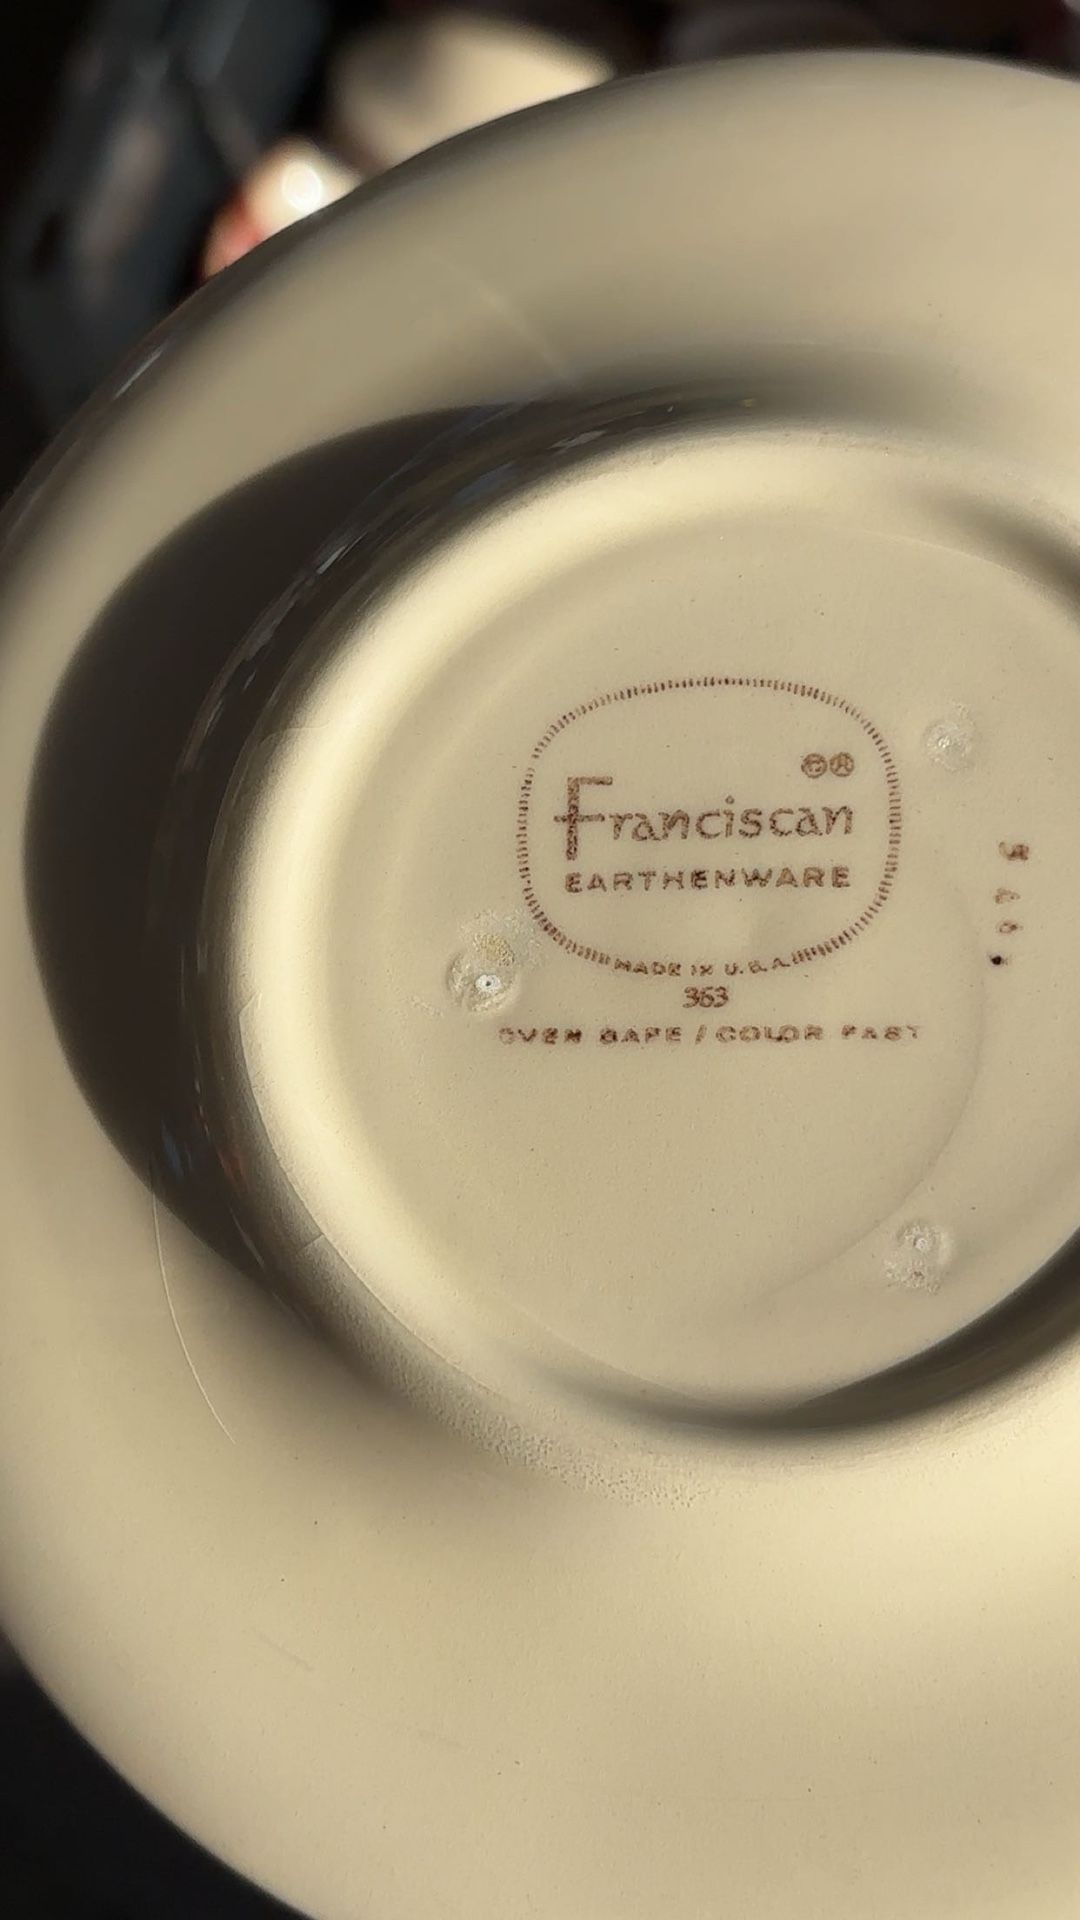 ®®
Franciscan
EARTHENWARE
MADE IN U.S.A.
363
OVEN SAFE / COLOR FAST